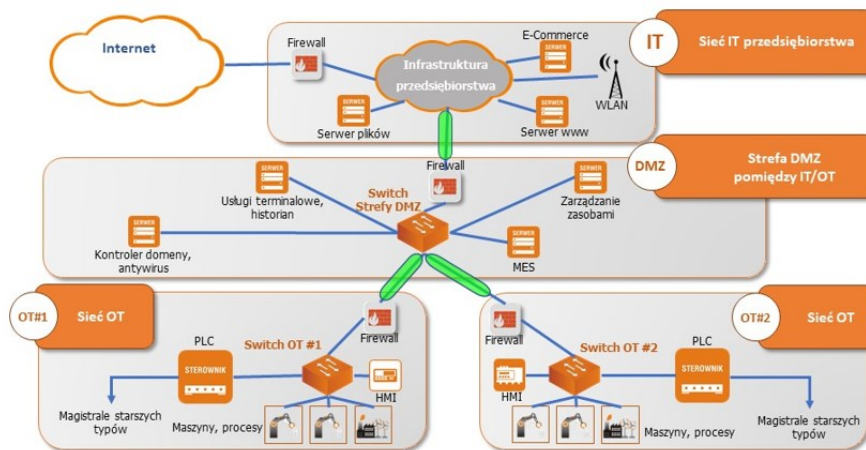 Internet
Firewall
E-Commerce
SERWER
Infrastruktura
przedsiębiorstwa
WLAN
SERWER
Serwer plików
SERWER
Serwer www
IT
Sieć IT przedsiębiorstwa
Firewall
SERWER
Usługi terminalowe,
historian
Switch
Strefy DMZ
SERWER
Zarządzanie
zasobami
SERWER
Kontroler domeny,
antywirus
SERWER
MES
DMZ
Strefa DMZ
pomiędzy IT/OT
OT#1
Sieć OT
Firewall
PLC
STEROWNIK
Switch OT #1
HMI
Magistrale starszych
typów
Maszyny, procesy
OT#2
Sieć OT
Firewall
Switch OT #2
PLC
STEROWNIK
HMI
Maszyny, procesy
Magistrale starszych
typów